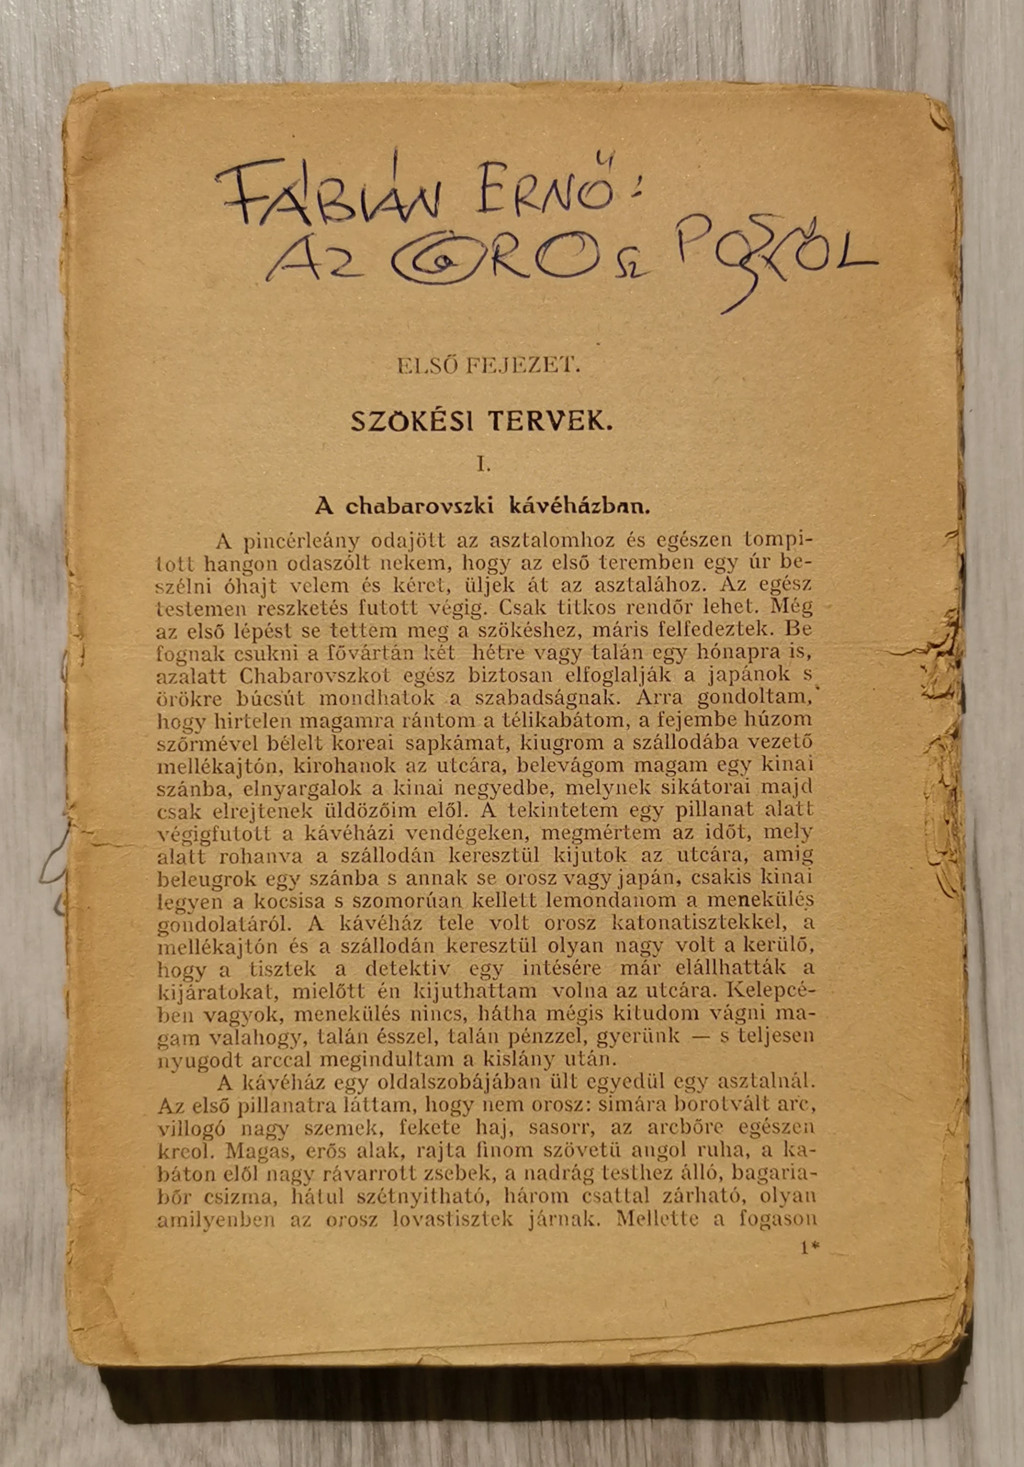 FÁBIÁN ERNŐ:
AZ OROSZ POKOL
ELSŐ FEJEZET.
SZÖKÉSI TERVEK.
I.
A chabarovszki kávéházban.
A pincérleány odajött az asztalomhoz és egészen tompi-
tott hangon odaszólt nekem, hogy az első teremben egy úr be-
szélni óhajt velem és kéret, üljek át az asztalához. Az egész
testemen reszketés futott végig. Csak titkos rendőr lehet. Még
az első lépést se tettem meg a szökéshez, máris felfedeztek. Be
fognak csukni a fővártán két hétre vagy talán egy hónapra is,
azalatt Chabarovszkot egész biztosan elfoglalják a japánok s
örökre búcsút mondhatok a szabadságnak. Arra gondoltam,
hogy hirtelen magamra rántom a télikabátom, a fejembe húzom
szőrmével bélelt koreai sapkámat, kiugrom a szállodába vezető
mellékajtón, kirohanok az utcára, belevágom magam egy kinai
szánba, elnyargalok a kinai negyedbe, melynek sikátorai majd
csak elrejtenek üldözőim elől. A tekintetem egy pillanat alatt
végigfutott a kávéházi vendégeken, megmértem az időt, mely
alatt rohanva a szállodán keresztül kijutok az utcára, amig
beleugrok egy szánba s annak se orosz vagy japán, csakis kinai
legyen a kocsisa s szomorúan kellett lemondanom a menekülés
gondolatáról. A kávéház tele volt orosz katonatisztekkel, a
mellékajtón és a szállodán keresztül olyan nagy volt a kerülő,
hogy a tisztek a detektiv egy intésére már elállhatták a
kijáratokat, mielőtt én kijuthattam volna az utcára. Kelepcé-
ben vagyok, menekülés nincs, hátha mégis kitudom vágni ma-
gam valahogy, talán ésszel, talán pénzzel, gyerünk — s teljesen
nyugodt arccal megindultam a kislány után.
A kávéház egy oldalszobájában ült egyedül egy asztalnál.
Az első pillanatra láttam, hogy nem orosz: simára borotvált arc,
villogó nagy szemek, fekete haj, sasorr, az arcbőre egészen
kreol. Magas, erős alak, rajta finom szövetü angol ruha, a ka-
báton elől nagy rávarrott zsebek, a nadrág testhez álló, bagaria-
bőr csizma, hátul szétnyitható, három csattal zárható, olyan
amilyenben az orosz lovastisztek járnak. Mellette a fogason
1*